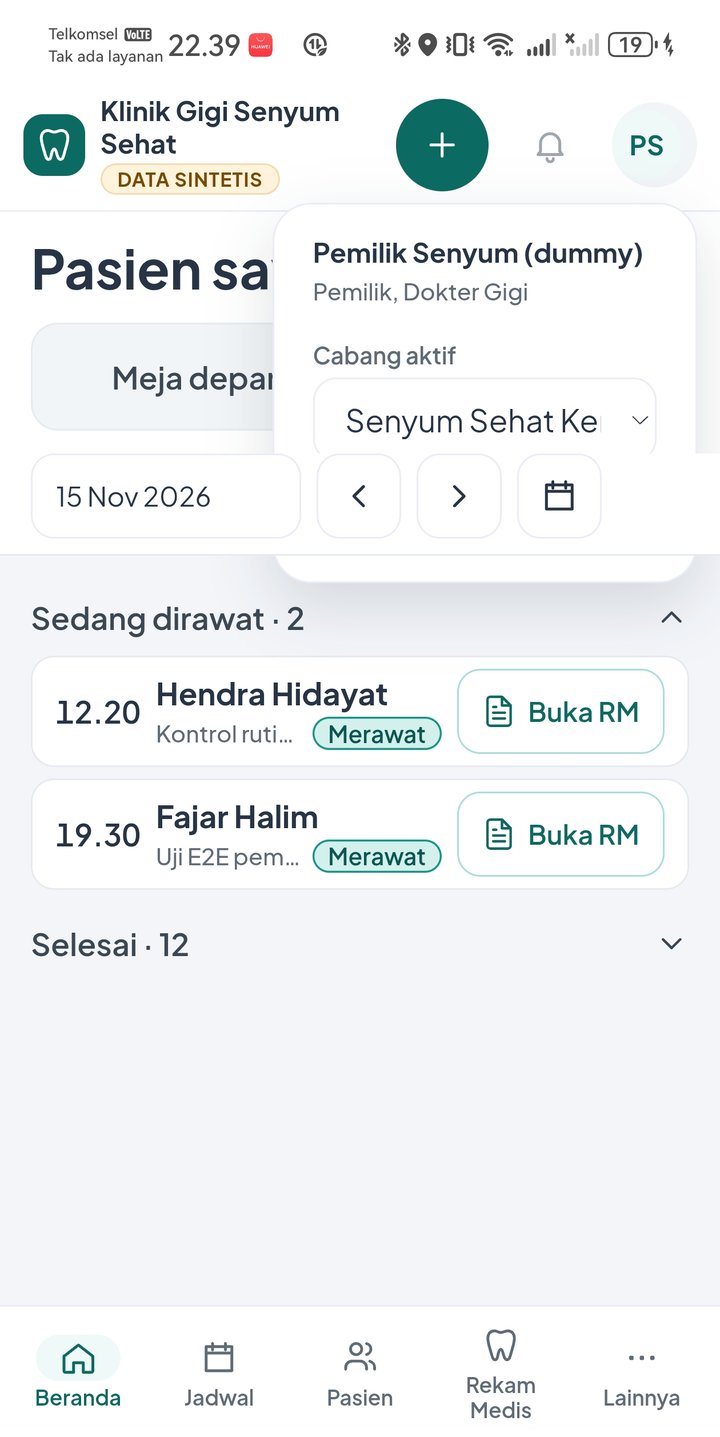 Telkomsel VoLTE
Tak ada layanan
22.39
HUAWEI
19
Klinik Gigi Senyum
Sehat
DATA SINTETIS
PS
Pemilik Senyum (dummy)
Pemilik, Dokter Gigi
Cabang aktif
Senyum Sehat Ke
Pasien sa
Meja depan
15 Nov 2026
Sedang dirawat · 2
12.20
Hendra Hidayat
Kontrol ruti...
Merawat
Buka RM
19.30
Fajar Halim
Uji E2E pem...
Merawat
Buka RM
Selesai · 12
Beranda
Jadwal
Pasien
Rekam
Medis
Lainnya